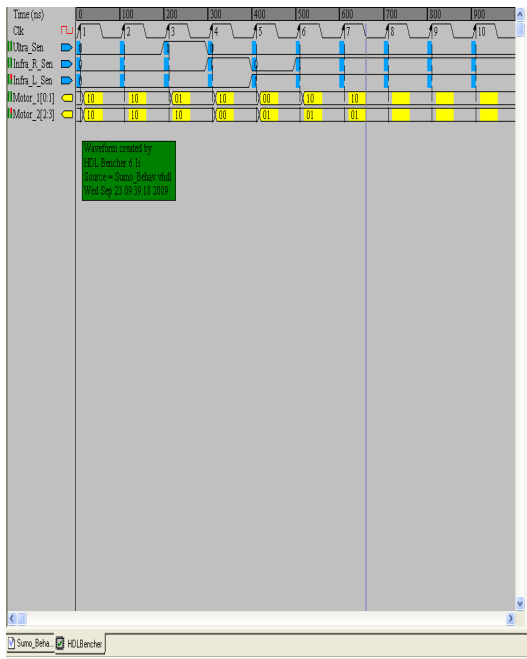 Time (ns) 0 100 200 300 400 500 600 700 800 900
Clk 1 2 3 4 5 6 7 8 9 10
Ultra_Sen
Infra_R_Sen
Infra_L_Sen
Motor_1[0:1] 10 10 01 10 00 10 10
Motor_2[2:3] 10 10 10 00 01 01 01
Waveform created by
HDL Bencher 6.1i
Source = Sumo_Behav.vhdl
Wed Sep 23 09:39:18 2009
Sumo_Beha... HDLBencher